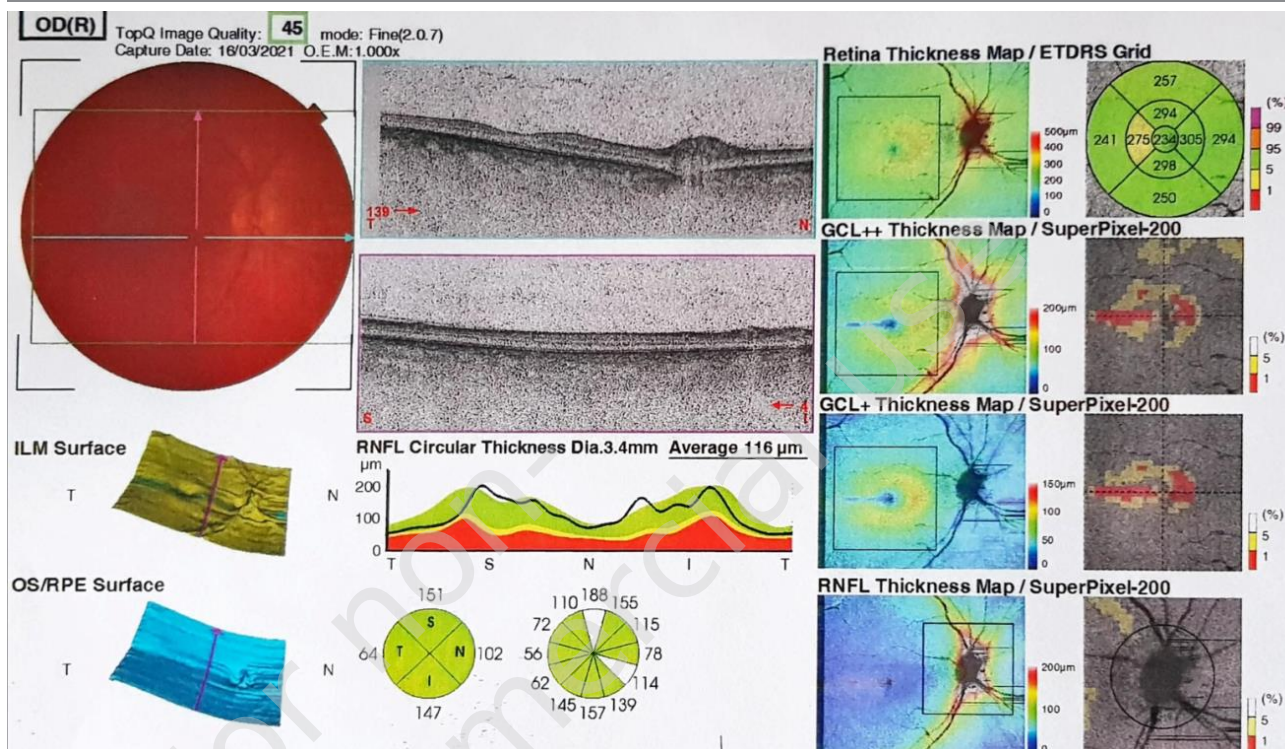 OD(R)
TopQ Image Quality: 45 mode: Fine(2.0.7)
Capture Date: 16/03/2021 O.E.M:1.000x
139
T
N
S
ILM Surface
T
N
OS/RPE Surface
T
N
RNFL Circular Thickness Dia.3.4mm Average 116 µm
µm
200
100
0
T S N I T
151
S
64 T N 102
I
147
188
110 155
72 115
56 78
62 114
145 139
157
Retina Thickness Map / ETDRS Grid
500µm
400
300
200
100
0
257
294
241 275 234 305 294
298
250
(%)
99
95
5
1
GCL++ Thickness Map / SuperPixel-200
200µm
100
0
(%)
5
1
GCL+ Thickness Map / SuperPixel-200
150µm
100
50
0
(%)
5
1
RNFL Thickness Map / SuperPixel-200
200µm
100
0
(%)
5
1